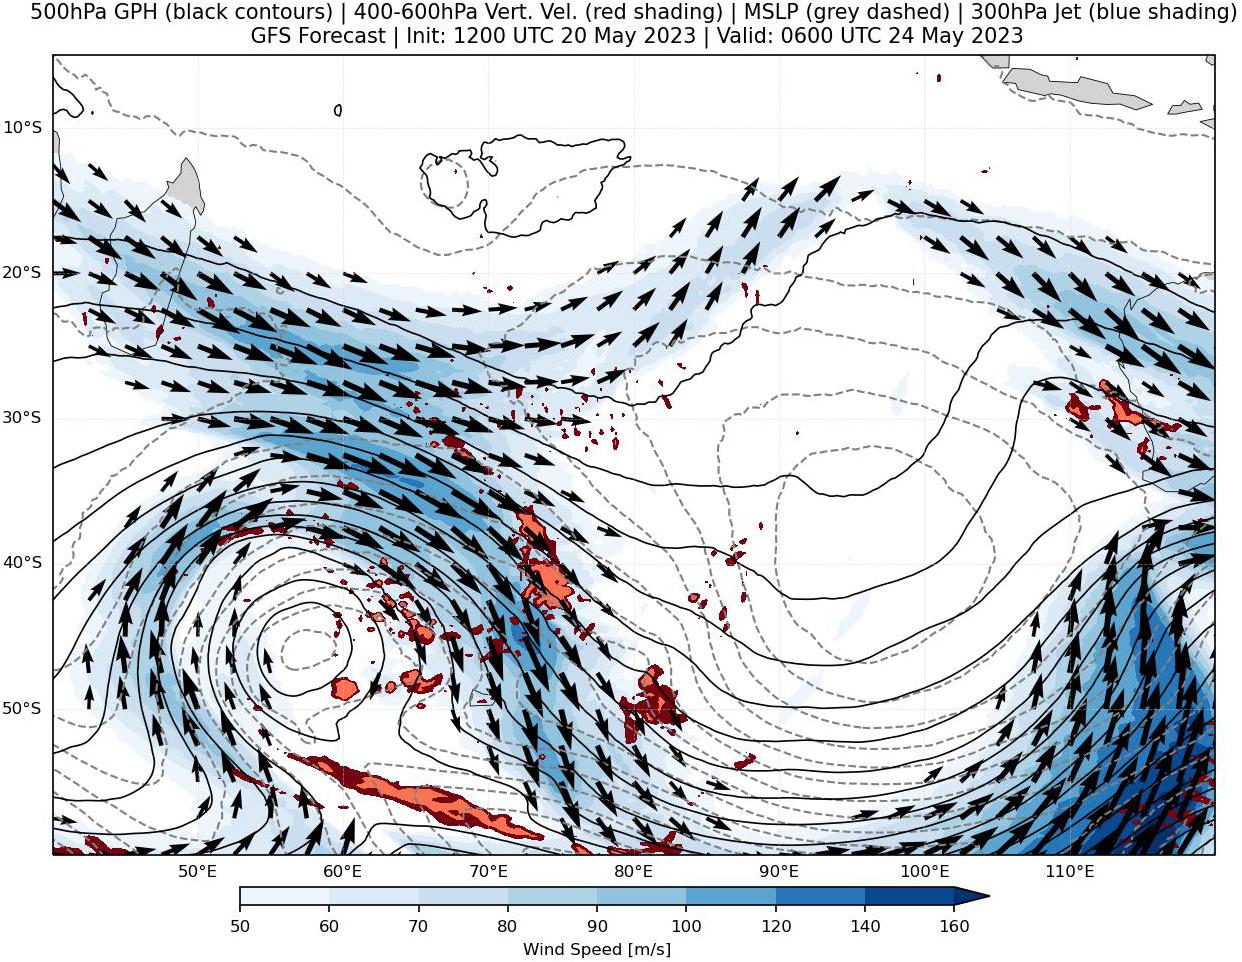 500hPa GPH (black contours) | 400-600hPa Vert. Vel. (red shading) | MSLP (grey dashed) | 300hPa Jet (blue shading)
GFS Forecast | Init: 1200 UTC 20 May 2023 | Valid: 0600 UTC 24 May 2023
10°S
20°S
30°S
40°S
50°S
50°E 60°E 70°E 80°E 90°E 100°E 110°E
50 60 70 80 90 100 120 140 160
Wind Speed [m/s]